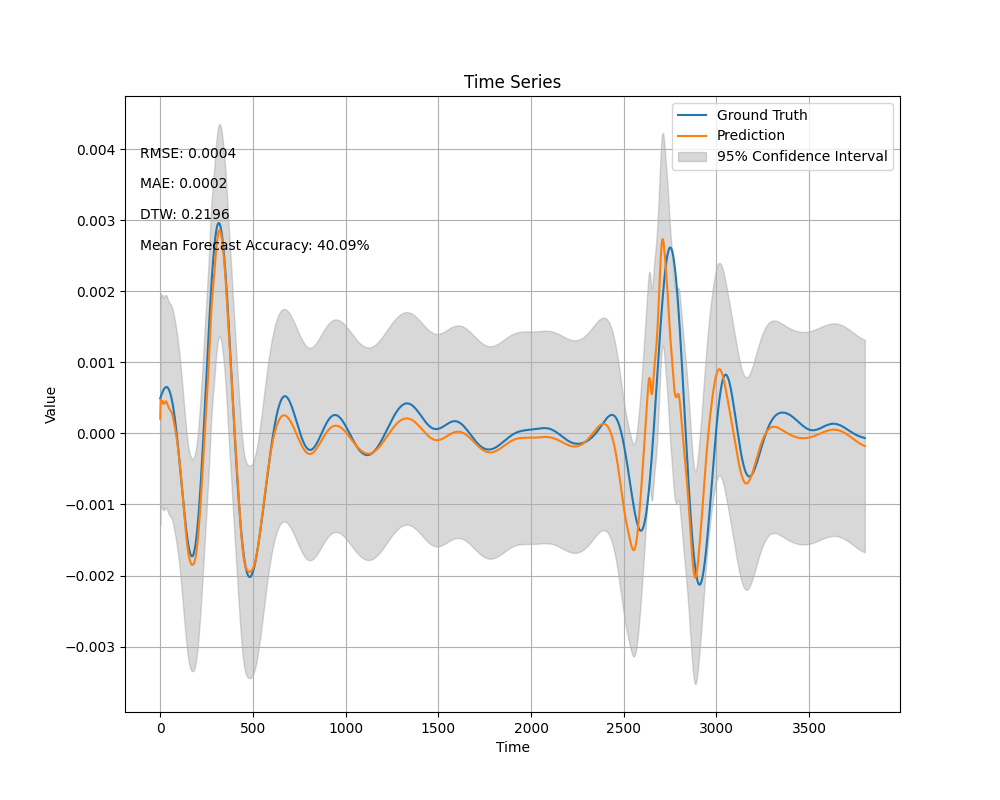 Time Series
Ground Truth
Prediction
95% Confidence Interval
RMSE: 0.0004
MAE: 0.0002
DTW: 0.2196
Mean Forecast Accuracy: 40.09%
Value
0.004
0.003
0.002
0.001
0.000
−0.001
−0.002
−0.003
0 500 1000 1500 2000 2500 3000 3500
Time